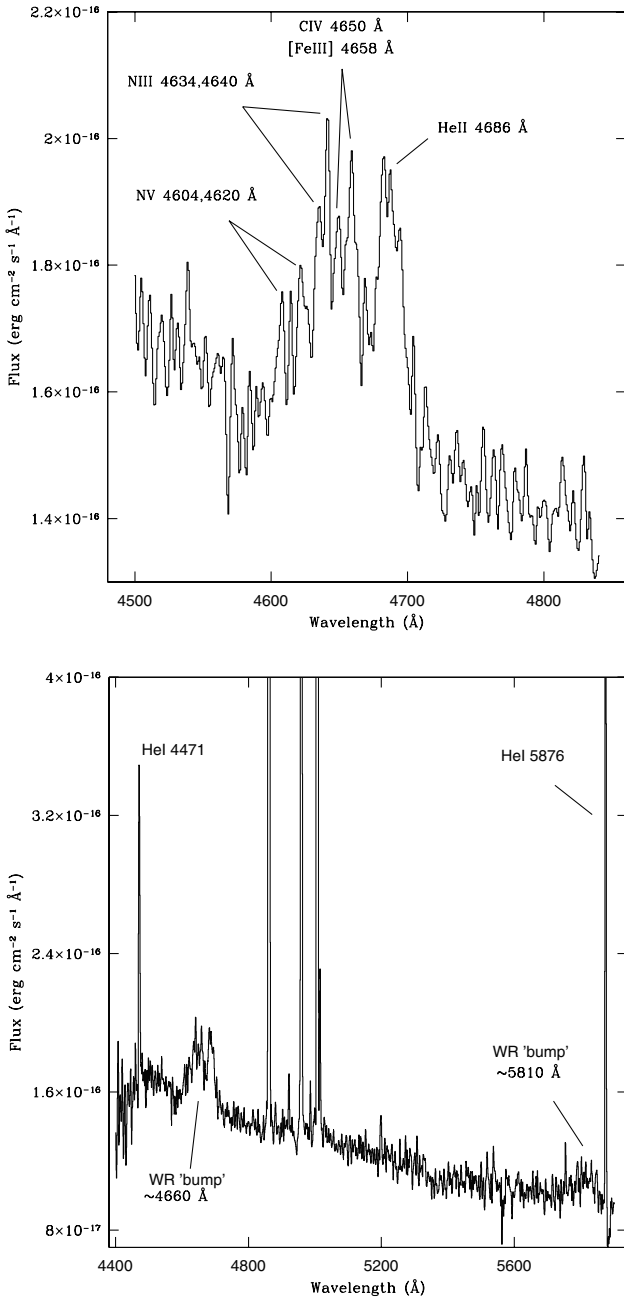 2.2×10⁻¹⁶
CIV 4650 Å
[FeIII] 4658 Å
NIII 4634,4640 Å
2×10⁻¹⁶
HeII 4686 Å
NV 4604,4620 Å
1.8×10⁻¹⁶
1.6×10⁻¹⁶
1.4×10⁻¹⁶
Flux (erg cm⁻² s⁻¹ Å⁻¹)
4500 4600 4700 4800
Wavelength (Å)
4×10⁻¹⁶
HeI 4471
HeI 5876
3.2×10⁻¹⁶
2.4×10⁻¹⁶
WR 'bump'
~5810 Å
1.6×10⁻¹⁶
WR 'bump'
~4660 Å
8×10⁻¹⁷
Flux (erg cm⁻² s⁻¹ Å⁻¹)
4400 4800 5200 5600
Wavelength (Å)